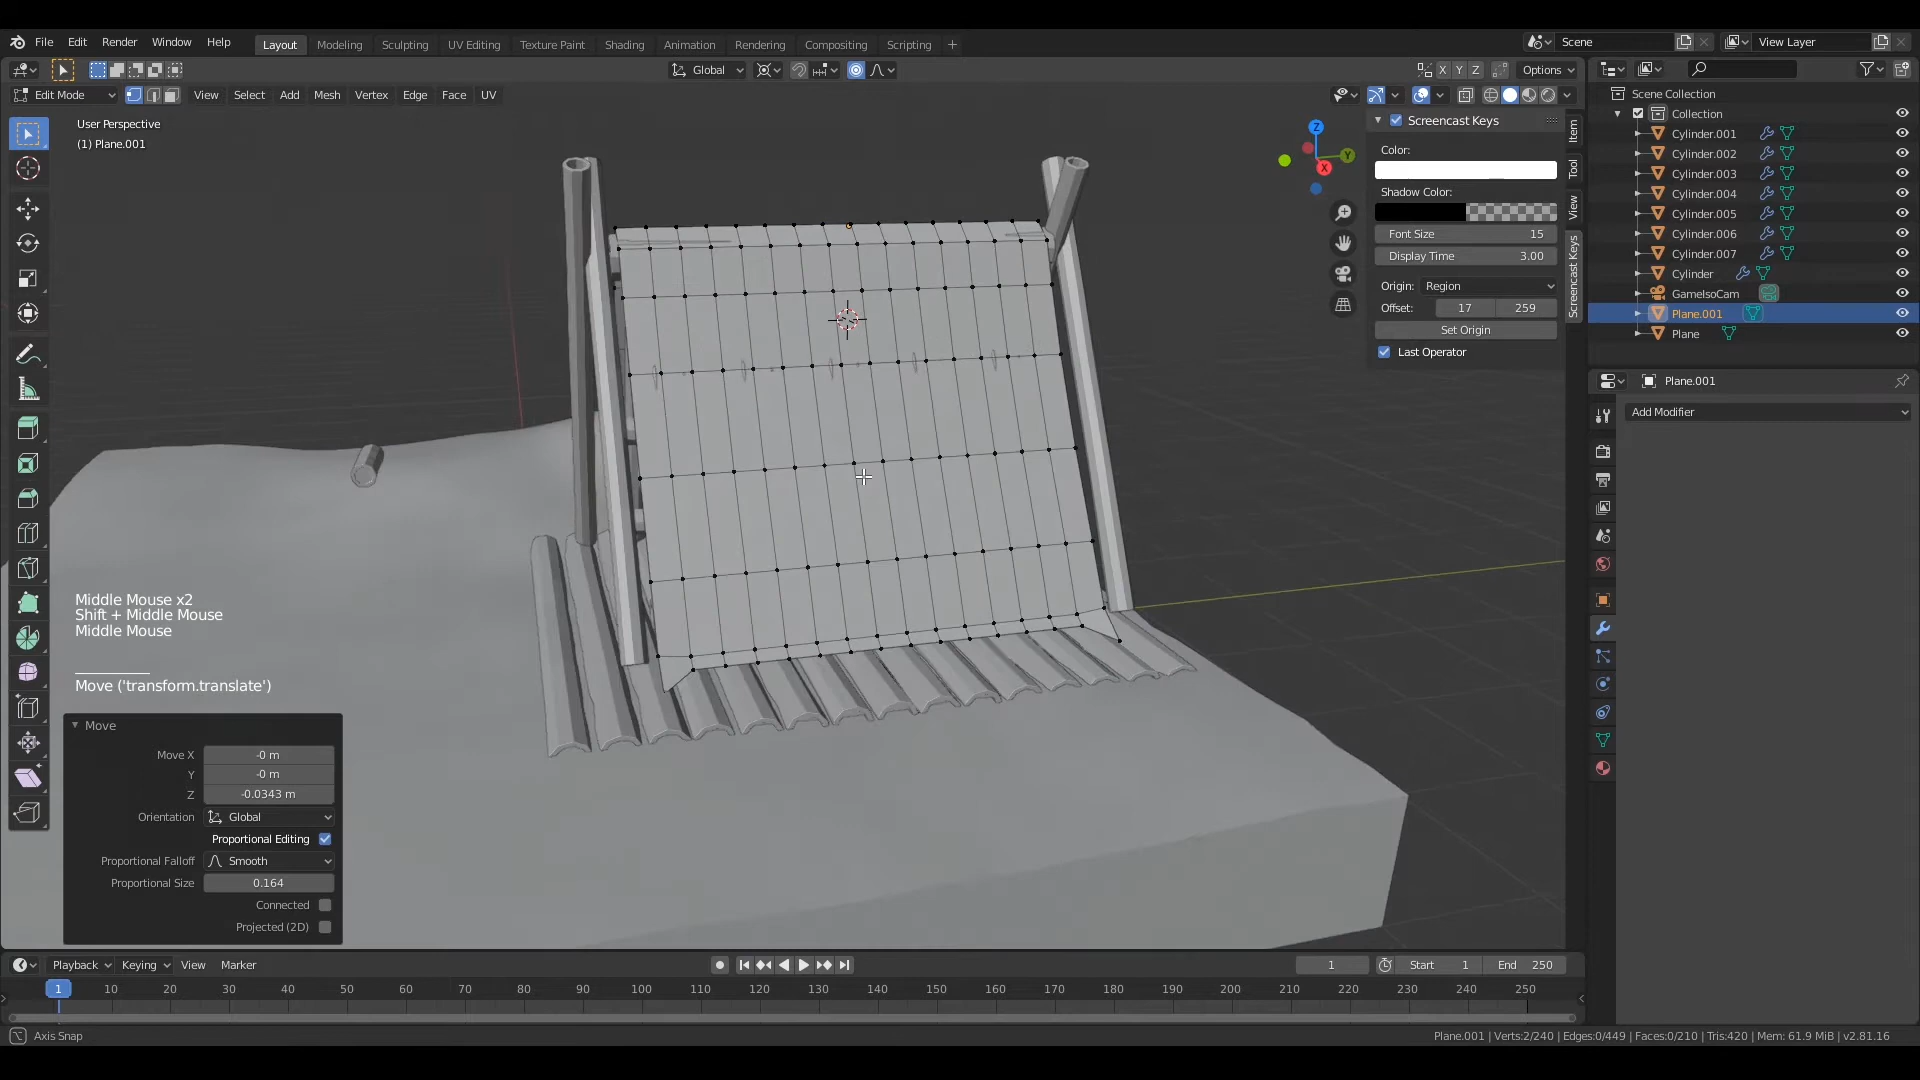 File Edit Render Window Help Layout Modeling Sculpting UV Editing Texture Paint Shading Animation Rendering Compositing Scripting + Scene View Layer
Global X Y Z Options
Edit Mode View Select Add Mesh Vertex Edge Face UV
User Perspective
(1) Plane.001
Z
Y
X
Screencast Keys
Color:
Shadow Color:
Font Size 15
Display Time 3.00
Origin: Region
Offset: 17 259
Set Origin
Last Operator
Item
Tool
View
Screencast Keys
Scene Collection
Collection
Cylinder.001
Cylinder.002
Cylinder.003
Cylinder.004
Cylinder.005
Cylinder.006
Cylinder.007
Cylinder
GameIsoCam
Plane.001
Plane
Plane.001
Add Modifier
Middle Mouse x2
Shift + Middle Mouse
Middle Mouse
Move ('transform.translate')
Move
Move X -0 m
Y -0 m
Z -0.0343 m
Orientation Global
Proportional Editing
Proportional Falloff Smooth
Proportional Size 0.164
Connected
Projected (2D)
Playback Keying View Marker 1 Start 1 End 250
1 10 20 30 40 50 60 70 80 90 100 110 120 130 140 150 160 170 180 190 200 210 220 230 240 250
Axis Snap
Plane.001 | Verts:2/240 | Edges:0/449 | Faces:0/210 | Tris:420 | Mem: 61.9 MiB | v2.81.16